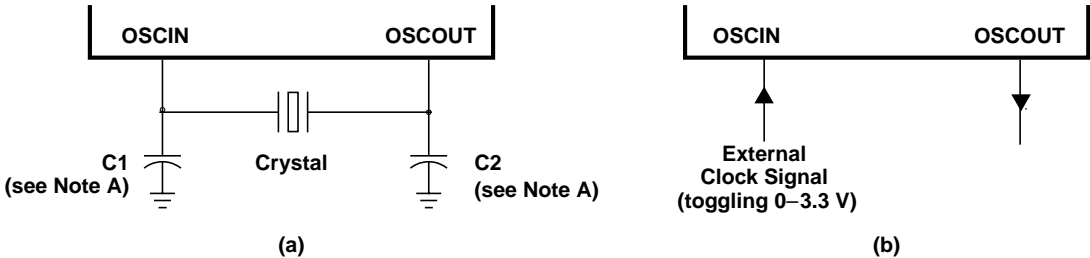 OSCIN OSCOUT
C1
(see Note A)
Crystal
C2
(see Note A)
(a)
OSCIN OSCOUT
External
Clock Signal
(toggling 0–3.3 V)
(b)